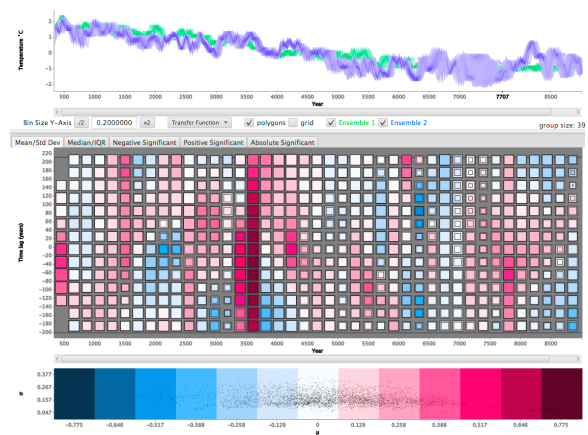 Temperature °C
2
1
0
−1
−2
500 1000 1500 2000 2500 3000 3500 4000 4500 5000 5500 6000 6500 7000 7707 8500
Year
Bin Size Y-Axis /2 0.2000000 x2 Transfer Function polygons grid Ensemble 1 Ensemble 2 group size: 39
Mean/Std Dev Median/IQR Negative Significant Positive Significant Absolute Significant
Time lag (years)
220
200
180
160
140
120
100
80
60
40
20
0
−20
−40
−60
−80
−100
−120
−140
−160
−180
−200
500 1000 1500 2000 2500 3000 3500 4000 4500 5000 5500 6000 6500 7000 7500 8000 8500
Year
σ
0.377
0.267
0.157
0.047
−0.775 −0.646 −0.517 −0.388 −0.258 −0.129 0 0.129 0.258 0.388 0.517 0.646 0.775
μ